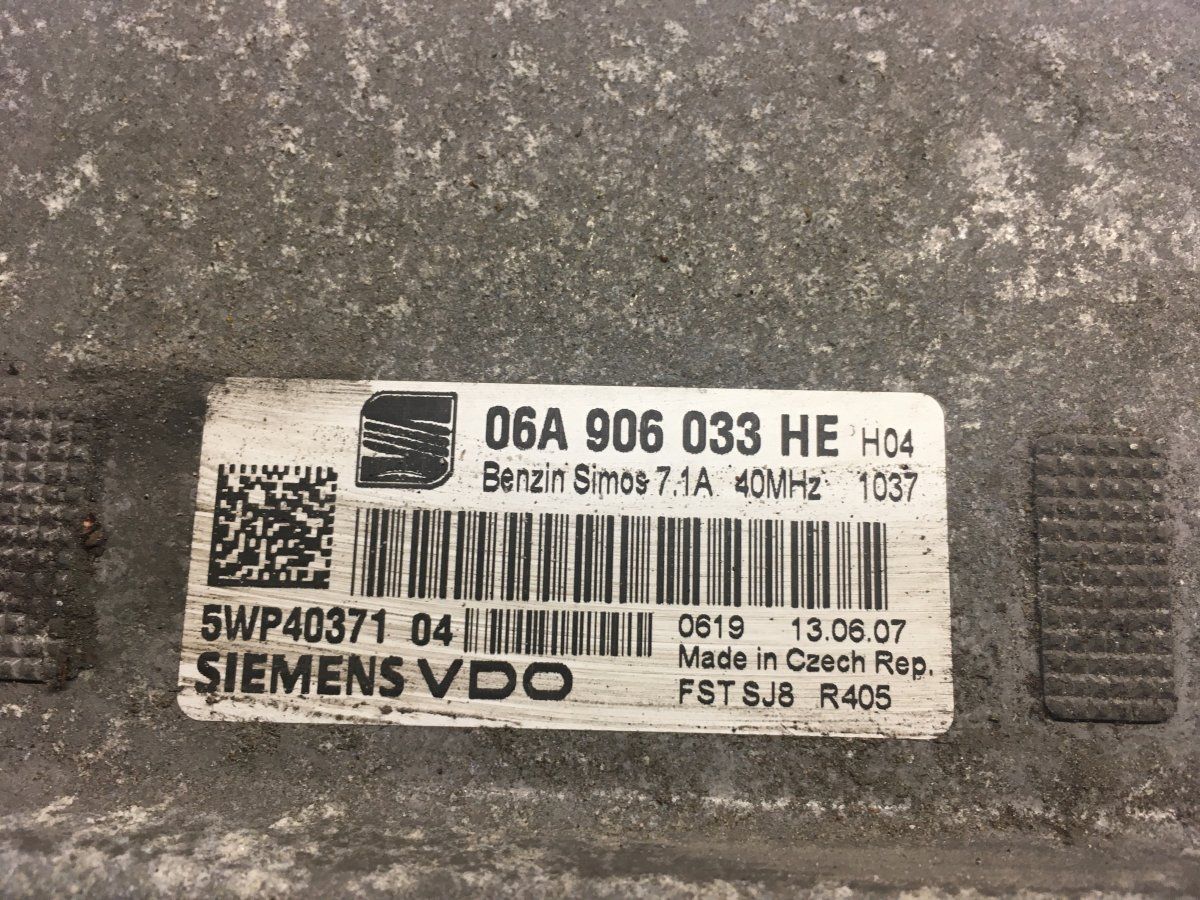 06A 906 033 HE H04
Benzin Simos 7.1A 40MHz 1037
5WP40371 04
0619 13.06.07
Made in Czech Rep.
SIEMENS VDO
FST SJ8 R405